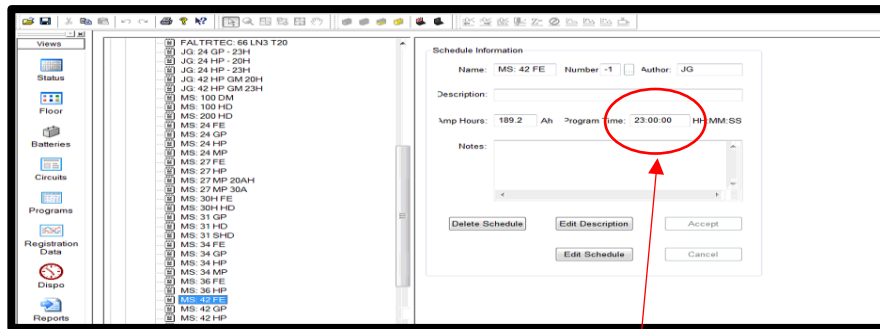 Views
Status
Floor
Batteries
Circuits
Programs
Registration
Data
Dispo
Reports
FALTRTEC: 66 LN3 T20
JG: 24 GP - 23H
JG: 24 HP - 20H
JG: 24 HP - 23H
JG: 42 HP GM 20H
JG: 42 HP GM 23H
MS: 100 DM
MS: 100 HD
MS: 200 HD
MS: 24 FE
MS: 24 GP
MS: 24 HP
MS: 24 MP
MS: 27 FE
MS: 27 HP
MS: 27 MP 20AH
MS: 27 MP 30A
MS: 30H FE
MS: 30H HD
MS: 31 GP
MS: 31 HD
MS: 31 SHD
MS: 34 FE
MS: 34 GP
MS: 34 HP
MS: 34 MP
MS: 36 FE
MS: 36 HP
MS: 42 FE
MS: 42 GP
MS: 42 HP
Schedule Information
Name: MS: 42 FE Number -1 Author: JG
Description:
Amp Hours: 189.2 Ah Program Time: 23:00:00 HH:MM:SS
Notes:
Delete Schedule Edit Description Accept
Edit Schedule Cancel